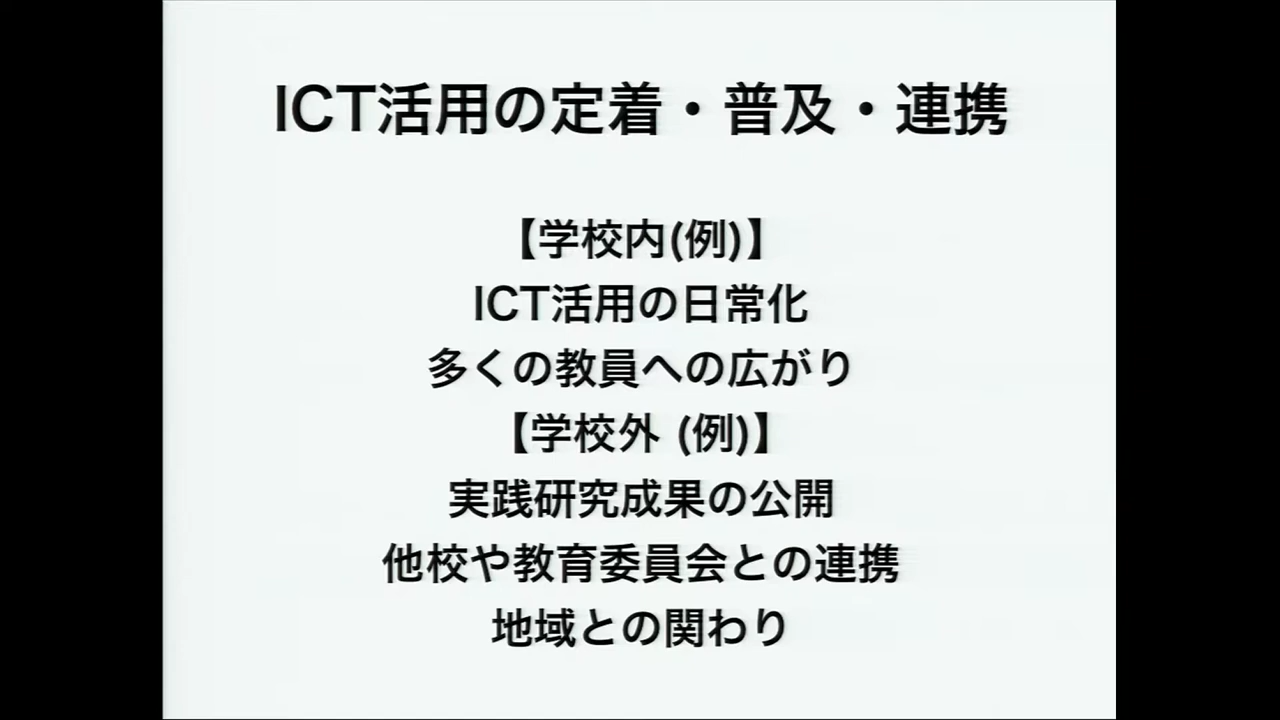 ICT活用の定着・普及・連携
【学校内(例)】
ICT活用の日常化
多くの教員への広がり
【学校外 (例)】
実践研究成果の公開
他校や教育委員会との連携
地域との関わり